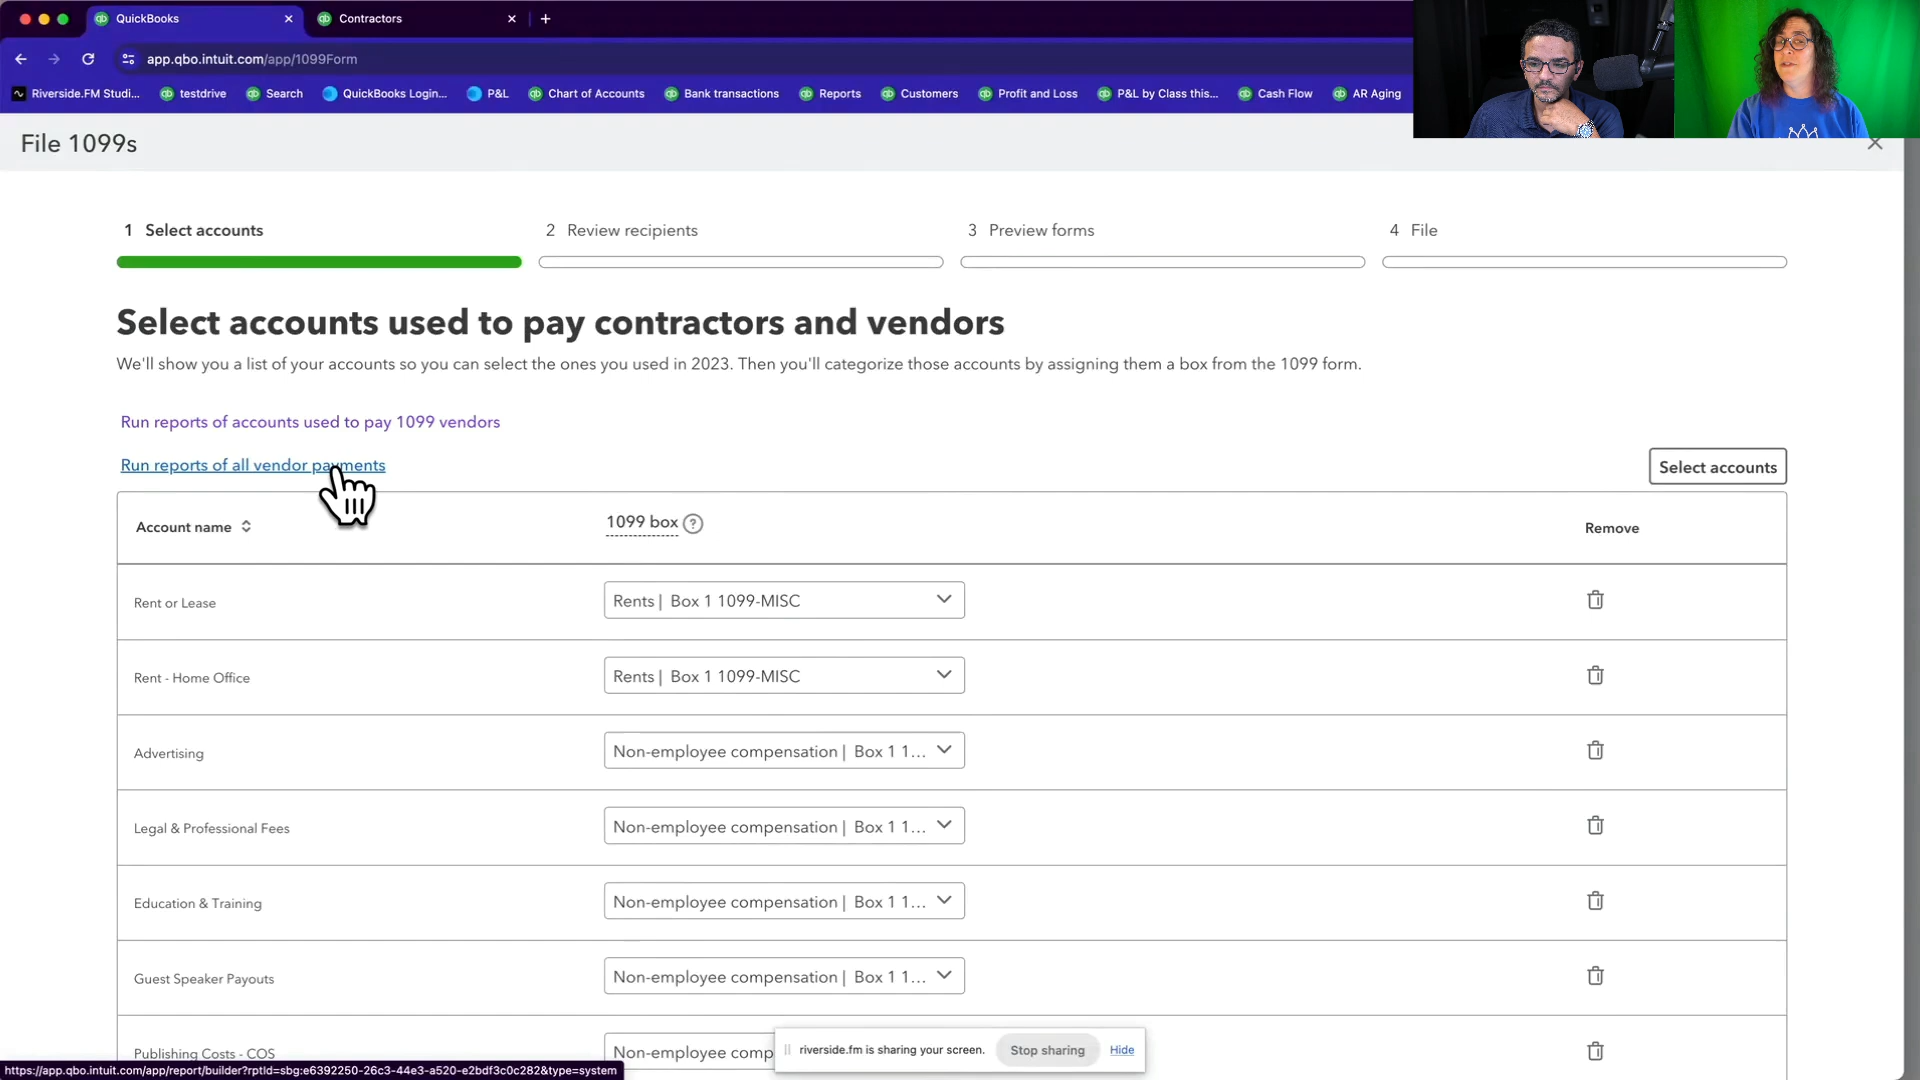 QuickBooks
Contractors
app.qbo.intuit.com/app/1099Form
Riverside.FM Studi...
testdrive
Search
QuickBooks Login...
P&L
Chart of Accounts
Bank transactions
Reports
Customers
Profit and Loss
P&L by Class this...
Cash Flow
AR Aging
File 1099s
1 Select accounts
2 Review recipients
3 Preview forms
4 File
Select accounts used to pay contractors and vendors
We'll show you a list of your accounts so you can select the ones you used in 2023. Then you'll categorize those accounts by assigning them a box from the 1099 form.
Run reports of accounts used to pay 1099 vendors
Run reports of all vendor payments
Select accounts
Account name
1099 box
Remove
Rent or Lease
Rents | Box 1 1099-MISC
Rent - Home Office
Rents | Box 1 1099-MISC
Advertising
Non-employee compensation | Box 1 1...
Legal & Professional Fees
Non-employee compensation | Box 1 1...
Education & Training
Non-employee compensation | Box 1 1...
Guest Speaker Payouts
Non-employee compensation | Box 1 1...
Publishing Costs - COS
Non-employee comp
riverside.fm is sharing your screen.
Stop sharing
Hide
https://app.qbo.intuit.com/app/report/builder?rptId=sbg:e6392250-26c3-44e3-a520-e2bdf3c0c282&type=system